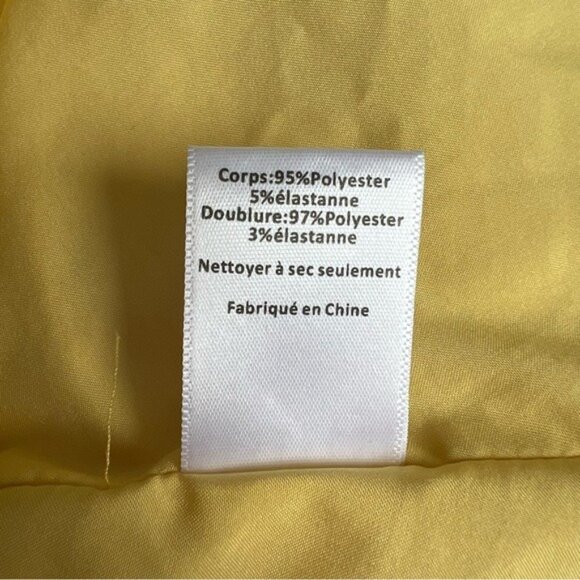 Corps:95%Polyester
5%élastanne
Doublure:97%Polyester
3%élastanne
Nettoyer à sec seulement
Fabriqué en Chine